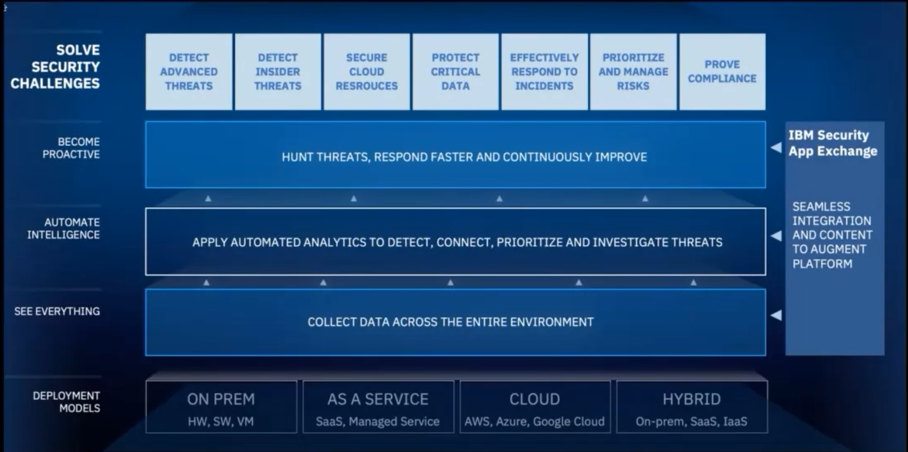 SOLVE
SECURITY
CHALLENGES
DETECT
ADVANCED
THREATS
DETECT
INSIDER
THREATS
SECURE
CLOUD
RESROUCES
PROTECT
CRITICAL
DATA
EFFECTIVELY
RESPOND TO
INCIDENTS
PRIORITIZE
AND MANAGE
RISKS
PROVE
COMPLIANCE
BECOME
PROACTIVE
HUNT THREATS, RESPOND FASTER AND CONTINUOUSLY IMPROVE
IBM Security
App Exchange
SEAMLESS
INTEGRATION
AND CONTENT
TO AUGMENT
PLATFORM
AUTOMATE
INTELLIGENCE
APPLY AUTOMATED ANALYTICS TO DETECT, CONNECT, PRIORITIZE AND INVESTIGATE THREATS
SEE EVERYTHING
COLLECT DATA ACROSS THE ENTIRE ENVIRONMENT
DEPLOYMENT
MODELS
ON PREM
HW, SW, VM
AS A SERVICE
SaaS, Managed Service
CLOUD
AWS, Azure, Google Cloud
HYBRID
On-prem, SaaS, IaaS